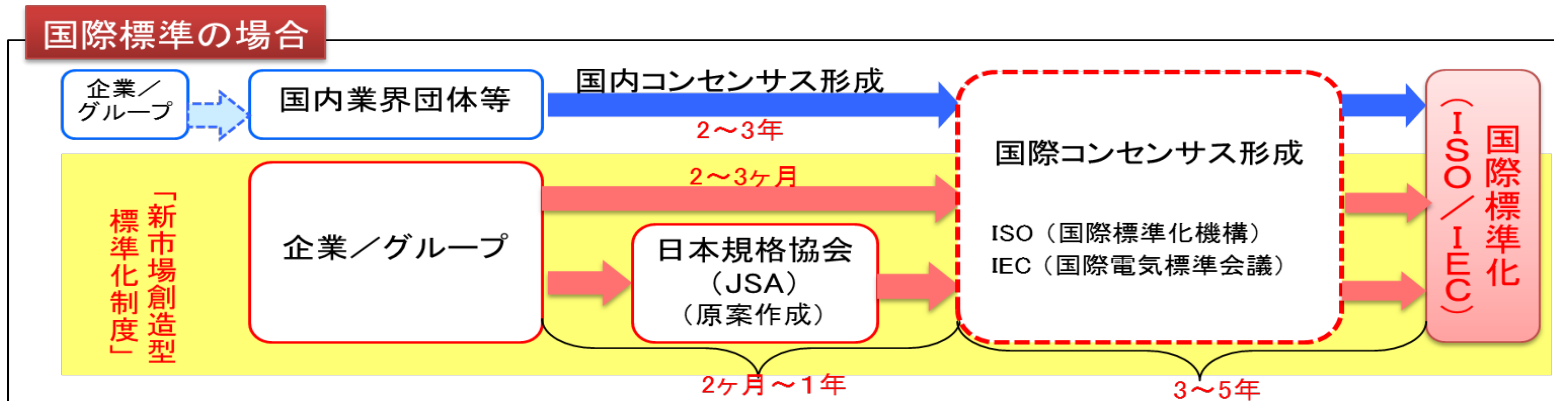 国際標準の場合
企業／
グループ
国内業界団体等
国内コンセンサス形成
2～3年
「新市場創造型
標準化制度」
企業／グループ
2～3ヶ月
日本規格協会
（JSA）
（原案作成）
2ヶ月～1年
国際コンセンサス形成
ISO（国際標準化機構）
IEC（国際電気標準会議）
3～5年
国際標準化
（ISO／IEC）